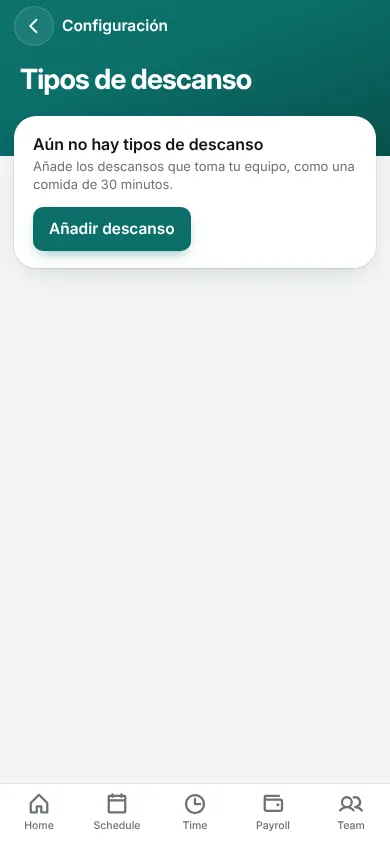 Configuración
Tipos de descanso
Aún no hay tipos de descanso
Añade los descansos que toma tu equipo, como una
comida de 30 minutos.
Añadir descanso
Home
Schedule
Time
Payroll
Team